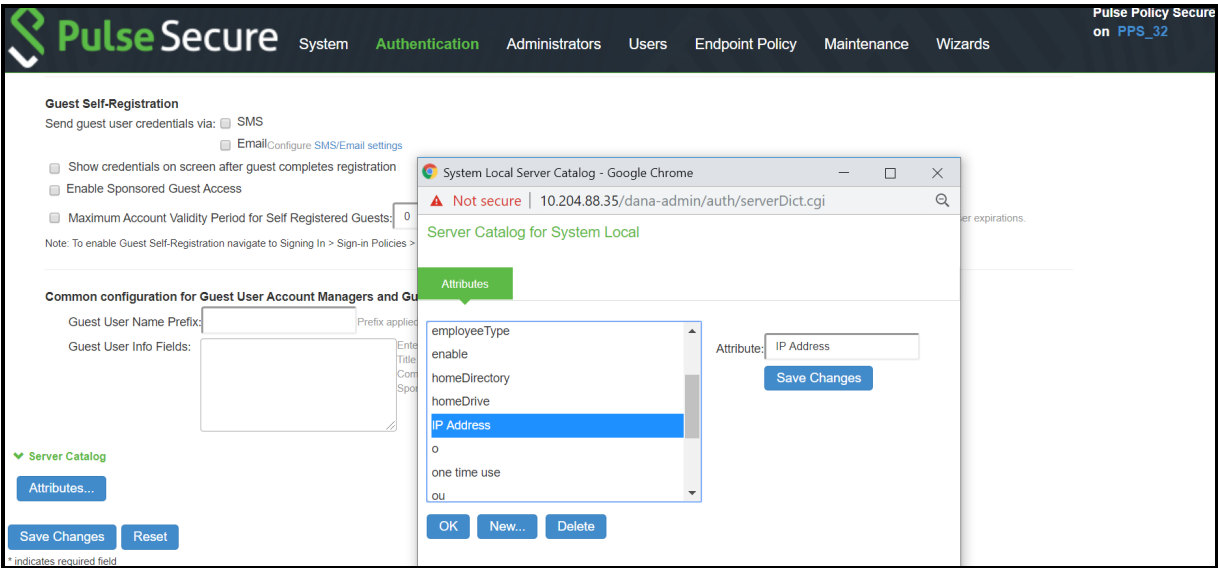 Pulse Secure
System Authentication Administrators Users Endpoint Policy Maintenance Wizards
Pulse Policy Secure
on PPS_32
Guest Self-Registration
Send guest user credentials via: SMS
Email Configure SMS/Email settings
Show credentials on screen after guest completes registration
Enable Sponsored Guest Access
Maximum Account Validity Period for Self Registered Guests: 0
er expirations.
Note: To enable Guest Self-Registration navigate to Signing In > Sign-in Policies >
Common configuration for Guest User Account Managers and Gu
Guest User Name Prefix: Prefix applied
Guest User Info Fields:
Ente
Title
Com
Spor
Server Catalog
Attributes...
Save Changes Reset
* indicates required field
System Local Server Catalog - Google Chrome
Not secure | 10.204.88.35/dana-admin/auth/serverDict.cgi
Server Catalog for System Local
Attributes
employeeType
enable
homeDirectory
homeDrive
IP Address
o
one time use
ou
Attribute: IP Address
Save Changes
OK New... Delete